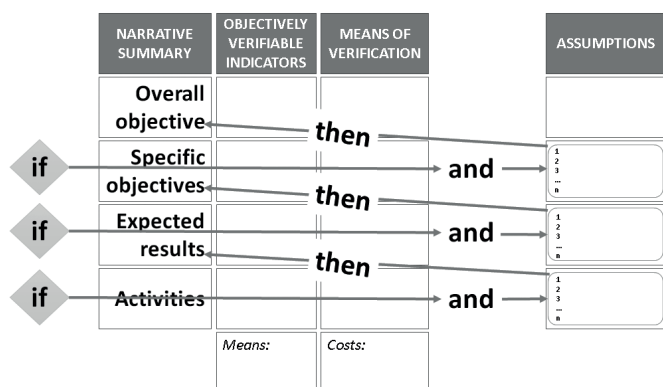 NARRATIVE
SUMMARY
OBJECTIVELY
VERIFIABLE
INDICATORS
MEANS OF
VERIFICATION
ASSUMPTIONS
Overall
objective
then
if
Specific
objectives
and
1
2
3
...
n
then
if
Expected
results
and
1
2
3
...
n
then
if
Activities
and
1
2
3
...
n
Means:
Costs: